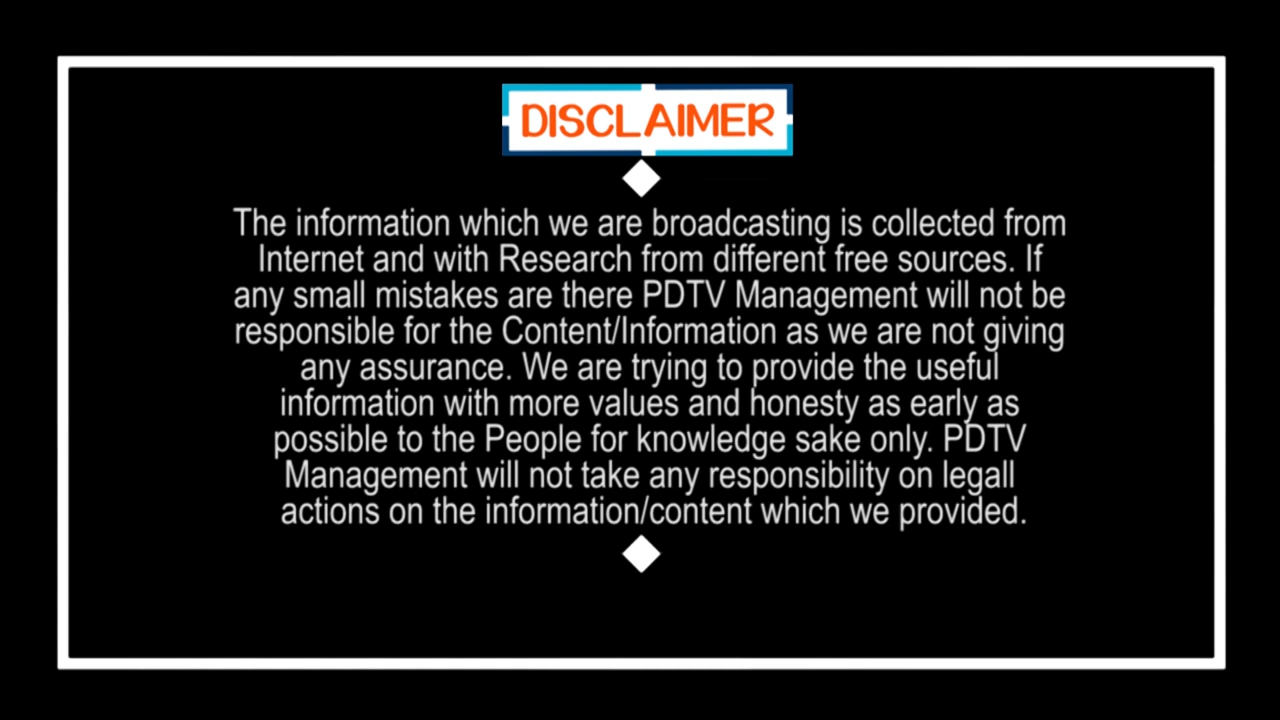 DISCLAIMER
The information which we are broadcasting is collected from
Internet and with Research from different free sources. If
any small mistakes are there PDTV Management will not be
responsible for the Content/Information as we are not giving
any assurance. We are trying to provide the useful
information with more values and honesty as early as
possible to the People for knowledge sake only. PDTV
Management will not take any responsibility on legall
actions on the information/content which we provided.